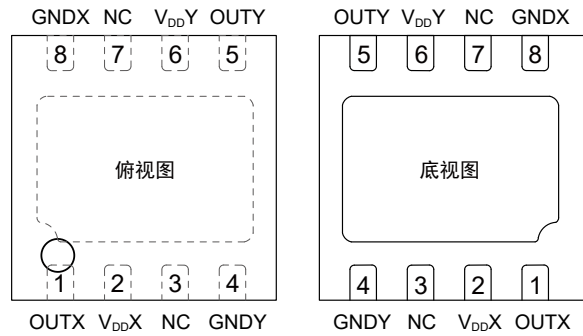 GNDX NC VDDY OUTY
8 7 6 5
俯视图
1 2 3 4
OUTX VDDX NC GNDY
OUTY VDDY NC GNDX
5 6 7 8
底视图
4 3 2 1
GNDY NC VDDX OUTX